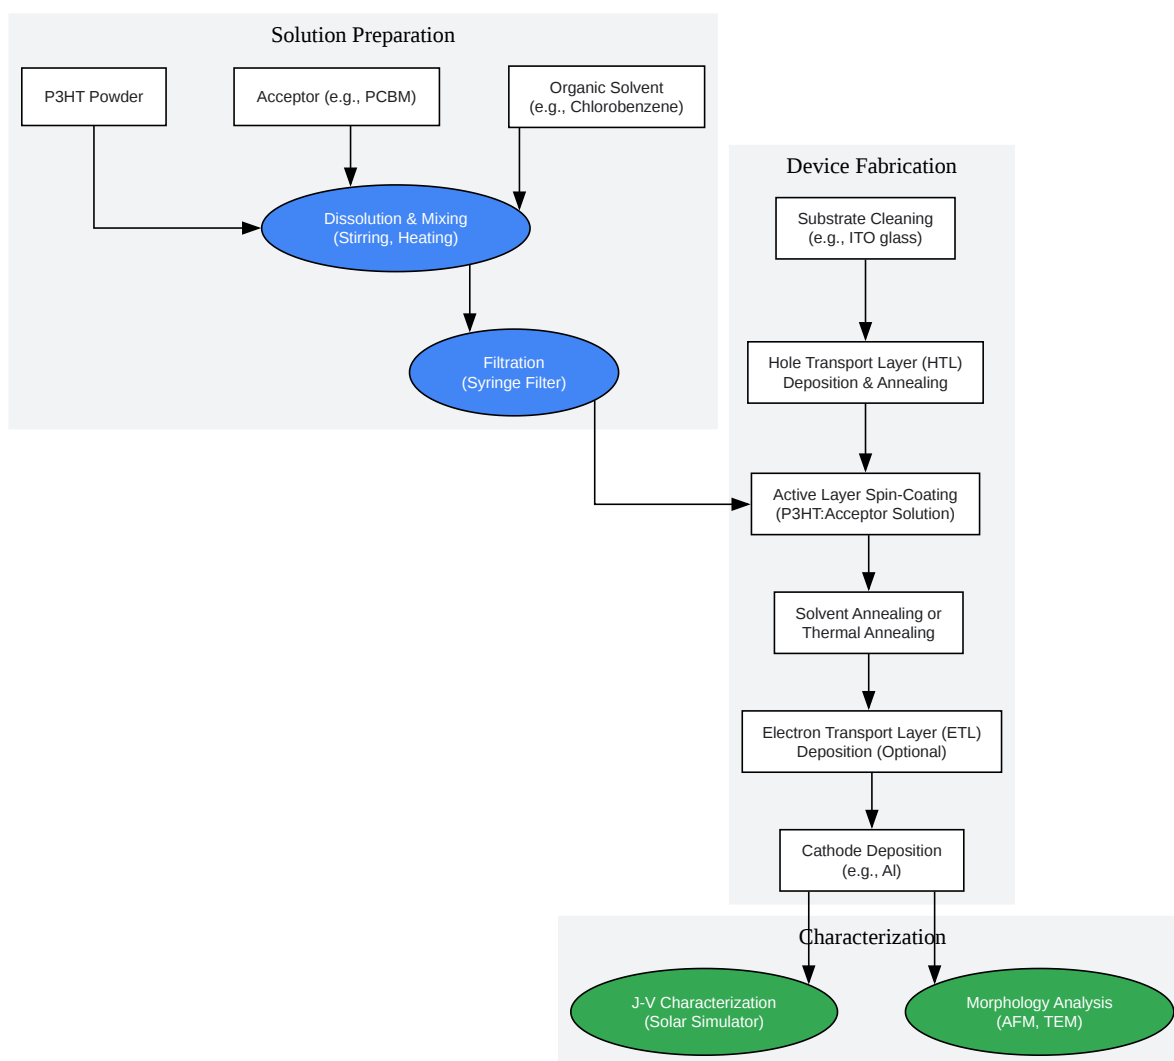 Solution Preparation
P3HT Powder
Acceptor (e.g., PCBM)
Organic Solvent
(e.g., Chlorobenzene)
Dissolution & Mixing
(Stirring, Heating)
Filtration
(Syringe Filter)
Device Fabrication
Substrate Cleaning
(e.g., ITO glass)
Hole Transport Layer (HTL)
Deposition & Annealing
Active Layer Spin-Coating
(P3HT:Acceptor Solution)
Solvent Annealing or
Thermal Annealing
Electron Transport Layer (ETL)
Deposition (Optional)
Cathode Deposition
(e.g., Al)
Characterization
J-V Characterization
(Solar Simulator)
Morphology Analysis
(AFM, TEM)